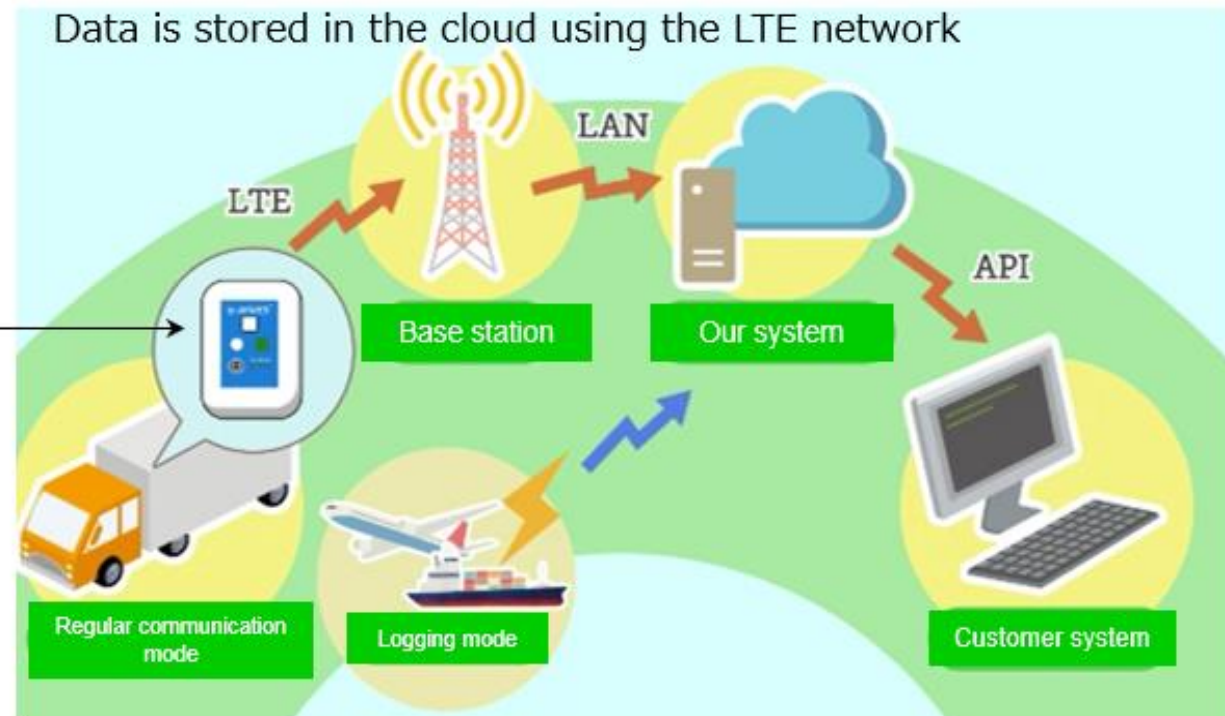 Data is stored in the cloud using the LTE network
LAN
LTE
API
Base station
Our system
Regular communication
mode
Logging mode
Customer system